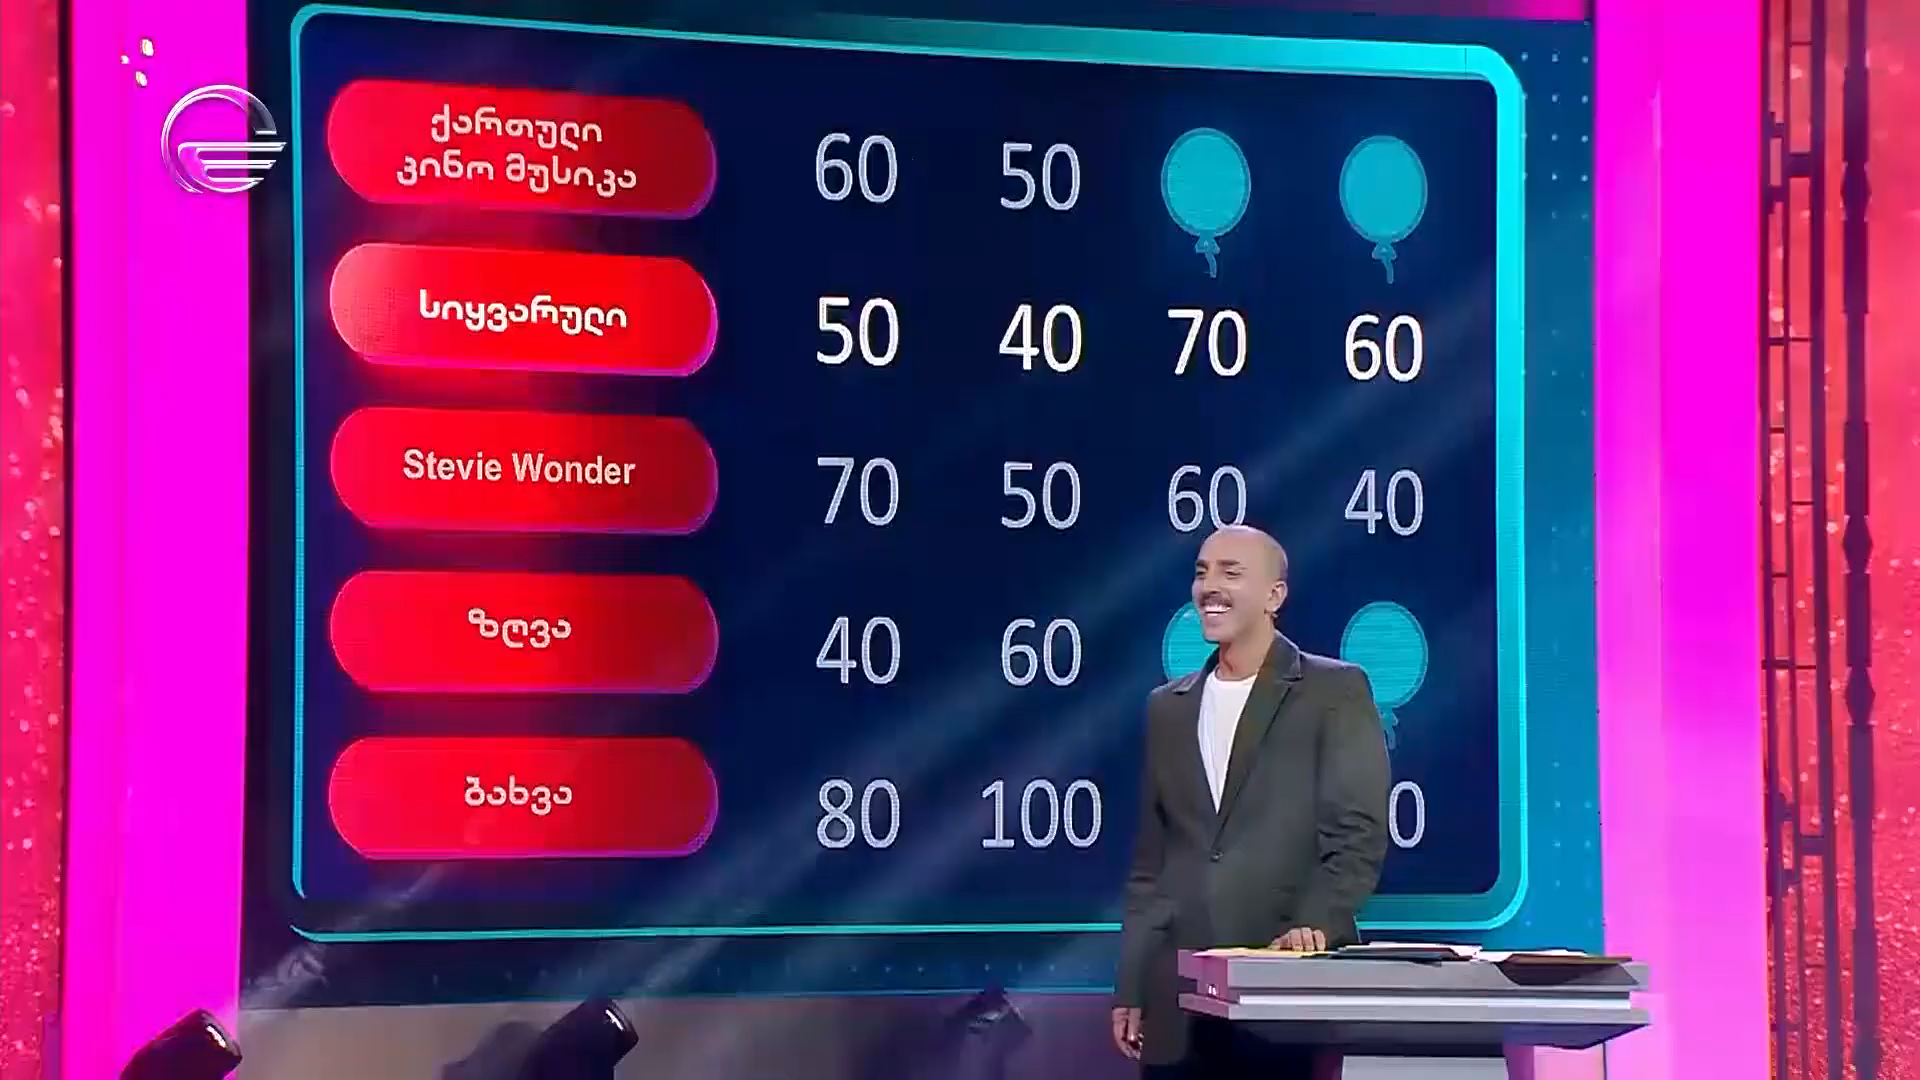 ქართული
კინო მუსიკა
60 50
სიყვარული
50 40 70 60
Stevie Wonder
70 50 60 40
ზღვა
40 60
ბახვა
80 100